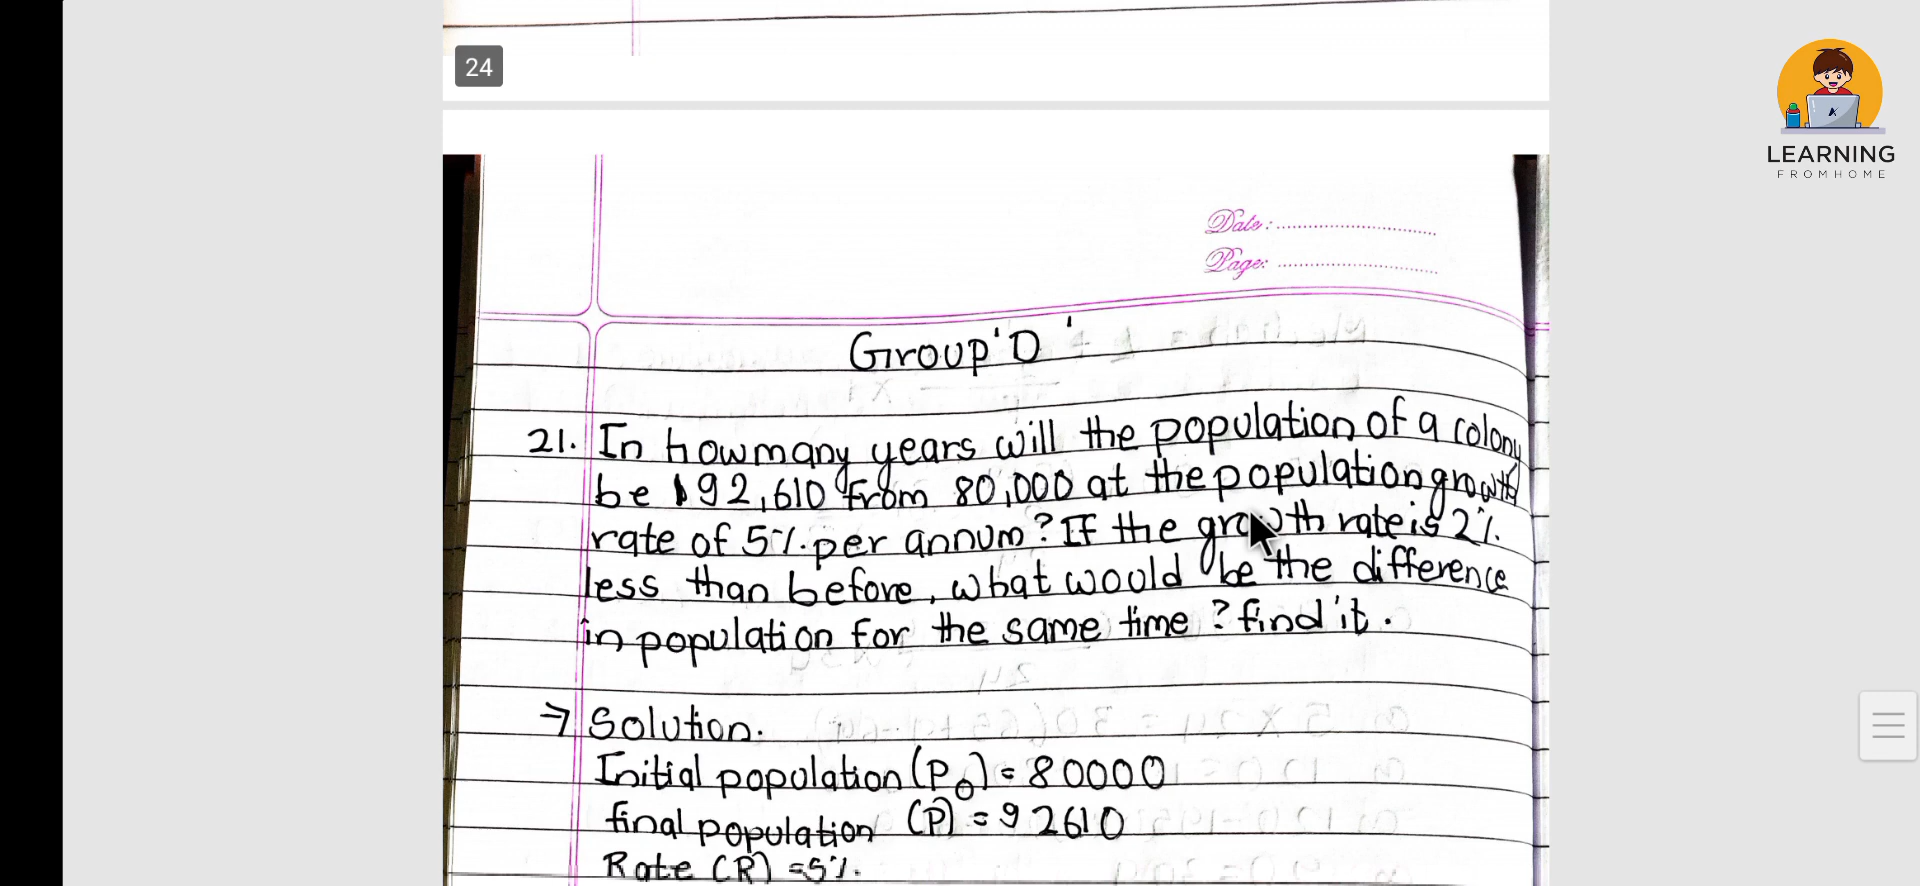 24
LEARNING
FROMHOME
Date:
Page:
Group 'D'
21. In how many years will the population of a colony
be 92,610 from 80,000 at the population growth
rate of 5% per annum? If the growth rate is 2%
less than before, what would be the difference
in population for the same time? find it.
→ Solution.
Initial population (P₀) = 80000
final population (P) = 92610
Rate (R) = 5%.